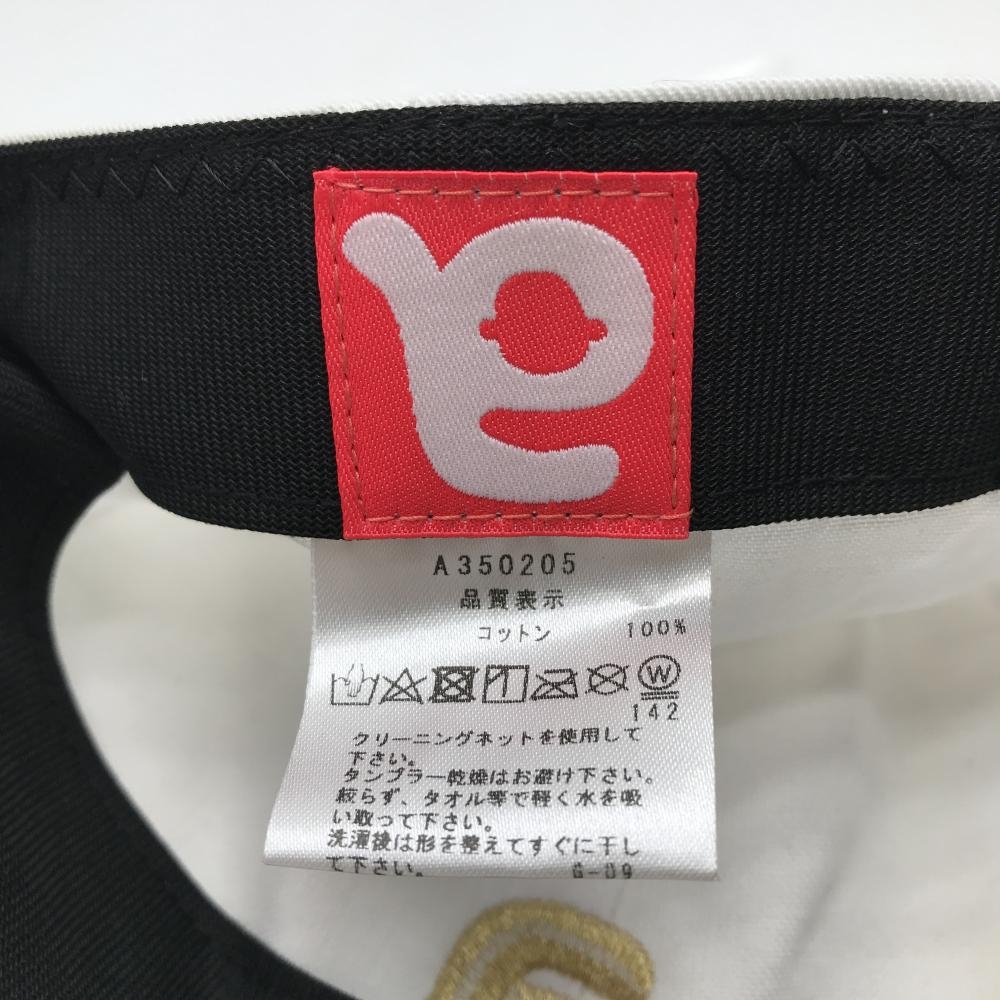 A350205
品質表示
コットン 100%
W
142
クリーニングネットを使用して
下さい。
タンブラー乾燥はお避け下さい。
絞らず、タオル等で軽く水を吸
い取って下さい。
洗濯後は形を整えてすぐに干し
て下さい。 G-09